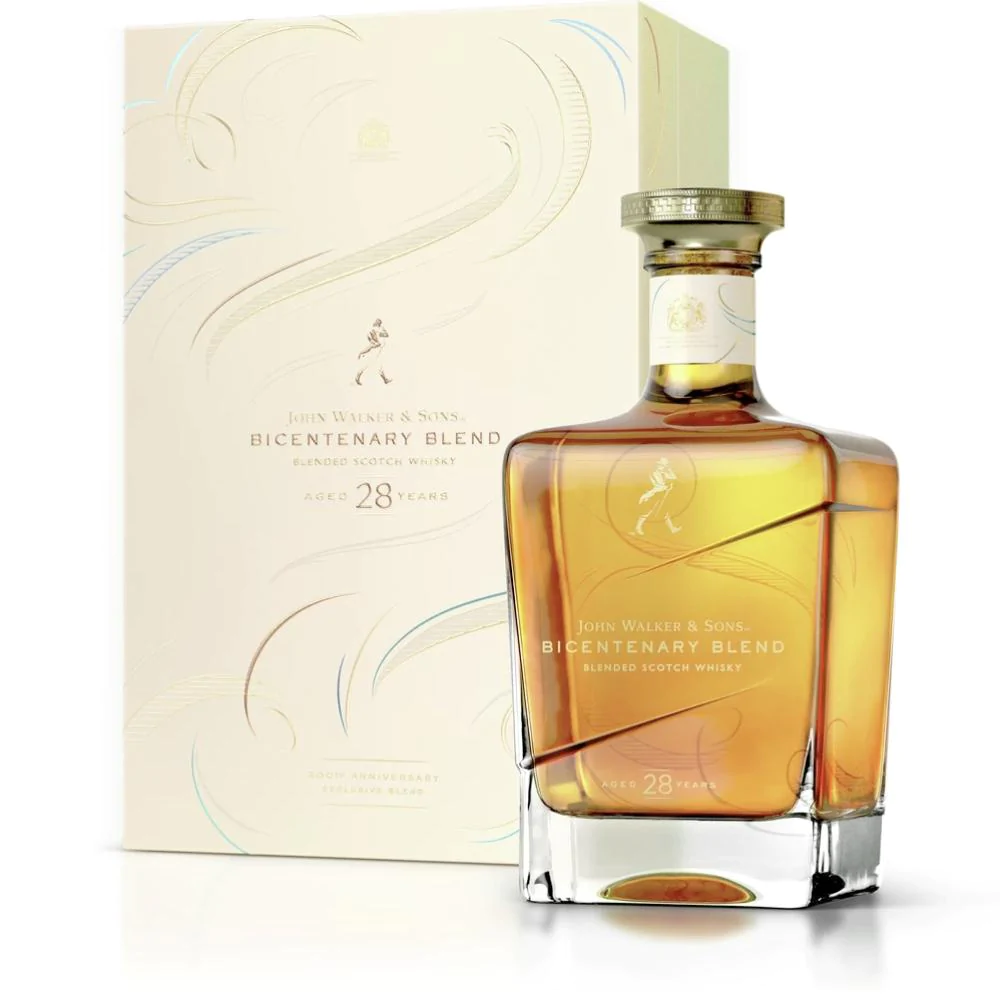 JOHN WALKER & SONS
BICENTENARY BLEND
BLENDED SCOTCH WHISKY
AGED 28 YEARS
200TH ANNIVERSARY
EXCLUSIVE BLEND
JOHN WALKER & SONS
BICENTENARY BLEND
BLENDED SCOTCH WHISKY
AGED 28 YEARS